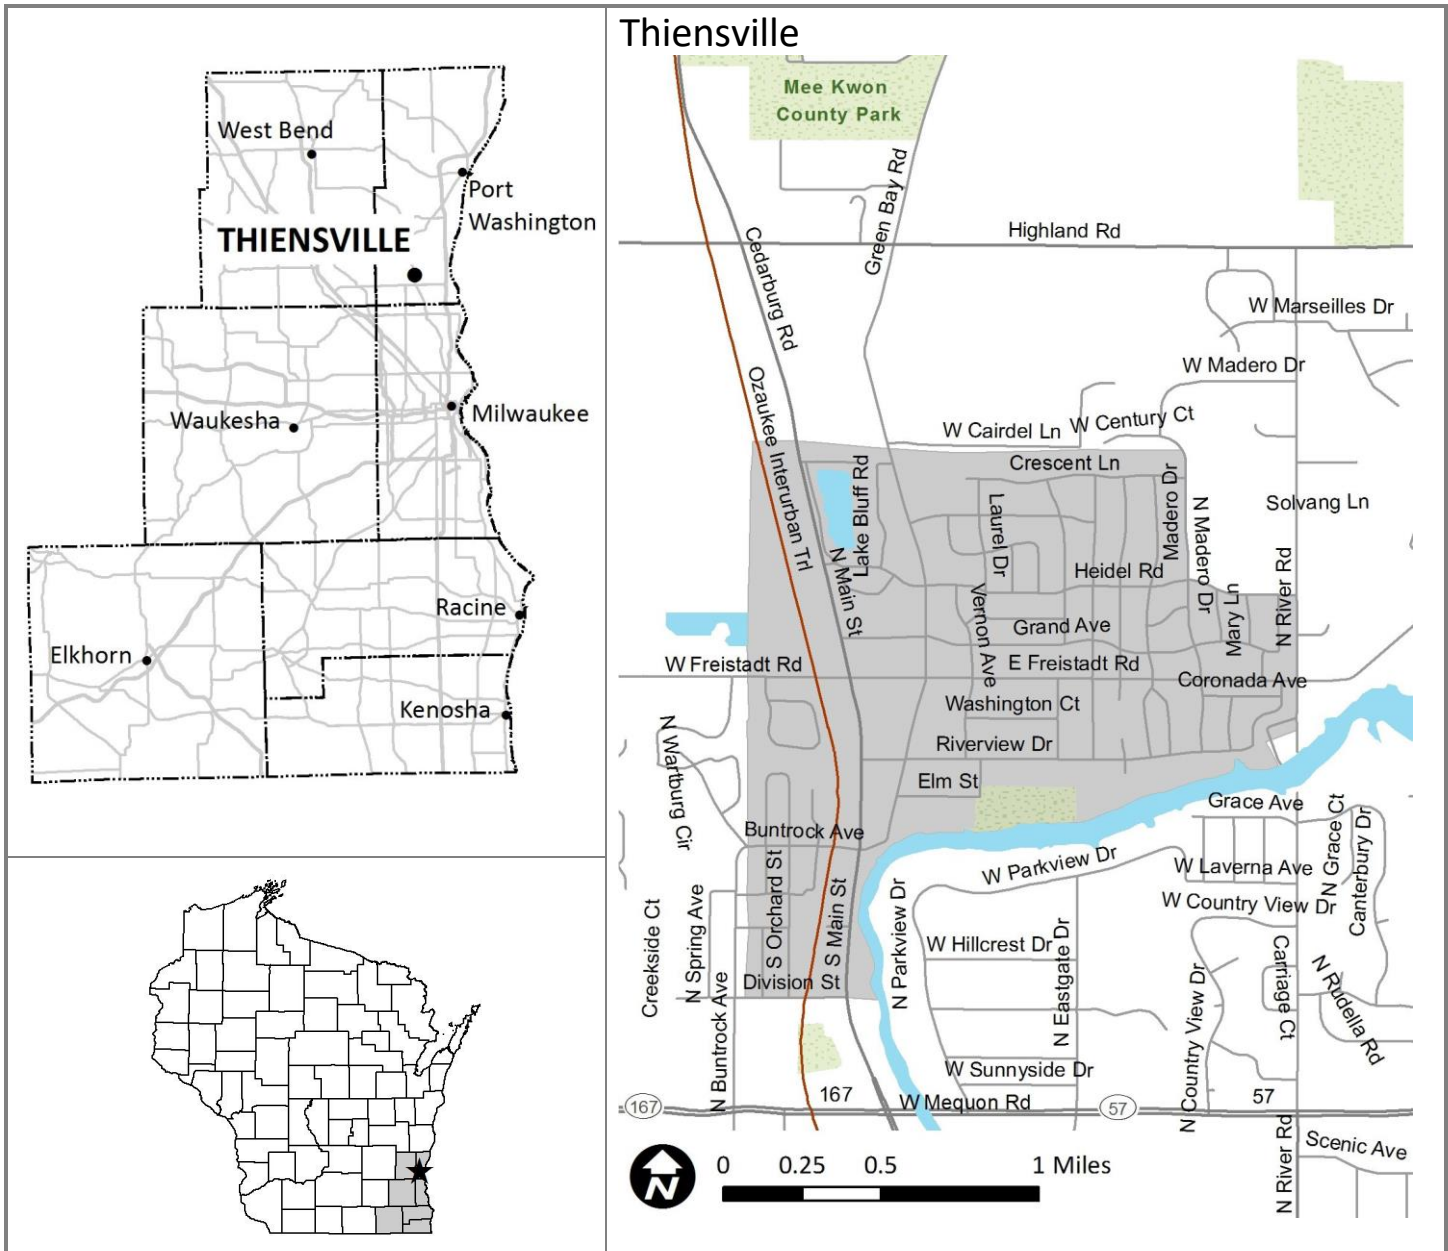 West Bend
Port
Washington
THIENSVILLE
Waukesha
Milwaukee
Racine
Elkhorn
Kenosha
Thiensville
Mee Kwon
County Park
Green Bay Rd
Highland Rd
Cedarburg Rd
W Marseilles Dr
W Madero Dr
Ozaukee Interurban Trl
W Century Ct
W Cairdel Ln
Crescent Ln
Lake Bluff Rd
Laurel Dr
Madero Dr
N Madero Dr
Solvang Ln
N Main St
Heidel Rd
Vernon Ave
Mary Ln
N River Rd
Grand Ave
W Freistadt Rd
E Freistadt Rd
Coronada Ave
Washington Ct
N Wartburg Cir
Riverview Dr
Elm St
Grace Ave
N Grace Ct
Canterbury Dr
Buntrock Ave
W Parkview Dr
W Laverna Ave
W Country View Dr
Creekside Ct
N Spring Ave
S Orchard St
S Main St
N Parkview Dr
W Hillcrest Dr
N Eastgate Dr
Carriage Ct
N Rudella Rd
N Country View Dr
Division St
N Buntrock Ave
W Sunnyside Dr
167
167
W Mequon Rd
57
57
N River Rd
Scenic Ave
N
0 0.25 0.5 1 Miles